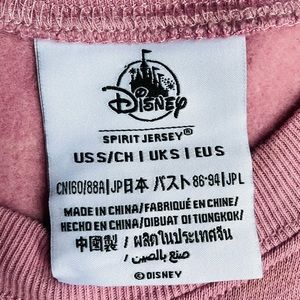 Disney
SPIRIT JERSEY®
US S/CH | UK S | EU S
CN160/88A | JP日本 バスト 86-94 | JPL
MADE IN CHINA/FABRIQUÉ EN CHINE/
HECHO EN CHINA/DIBUAT DI TIONGKOK/
中國製 / ผลิตในประเทศจีน
صنع بالصين/
©DISNEY